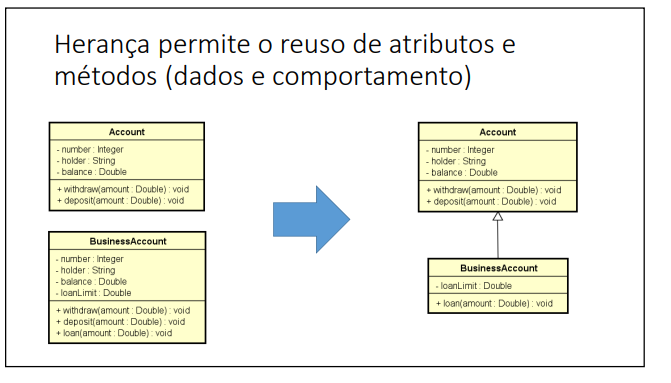 Herança permite o reuso de atributos e
métodos (dados e comportamento)
Account
- number : Integer
- holder : String
- balance : Double
+ withdraw(amount : Double) : void
+ deposit(amount : Double) : void
BusinessAccount
- number : Integer
- holder : String
- balance : Double
- loanLimit : Double
+ withdraw(amount : Double) : void
+ deposit(amount : Double) : void
+ loan(amount : Double) : void
Account
- number : Integer
- holder : String
- balance : Double
+ withdraw(amount : Double) : void
+ deposit(amount : Double) : void
BusinessAccount
- loanLimit : Double
+ loan(amount : Double) : void